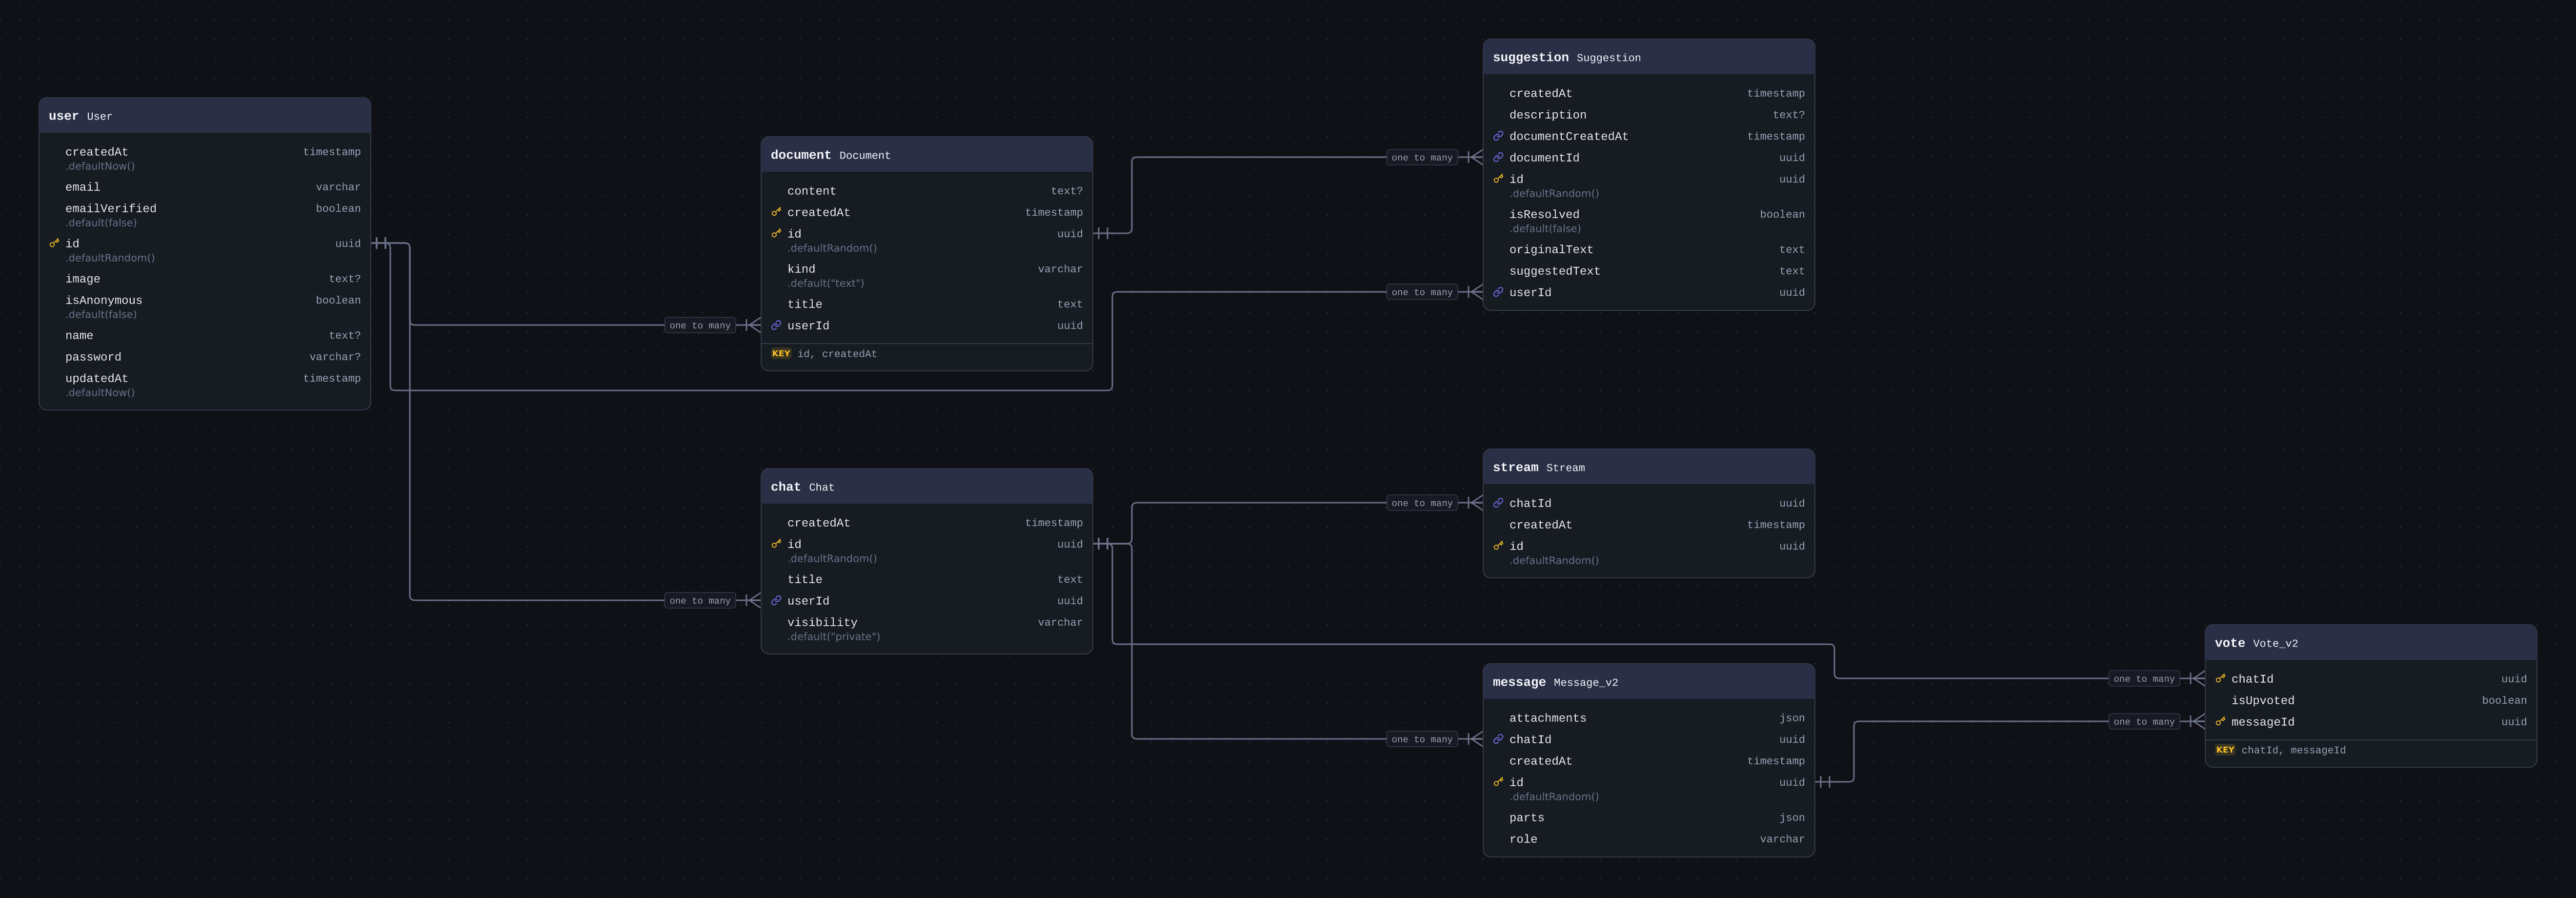 user User
createdAt timestamp
.defaultNow()
email varchar
emailVerified boolean
.default(false)
id uuid
.defaultRandom()
image text?
isAnonymous boolean
.default(false)
name text?
password varchar?
updatedAt timestamp
.defaultNow()
one to many
document Document
content text?
createdAt timestamp
id uuid
.defaultRandom()
kind varchar
.default("text")
title text
userId uuid
KEY id, createdAt
one to many
chat Chat
createdAt timestamp
id uuid
.defaultRandom()
title text
userId uuid
visibility varchar
.default("private")
one to many
one to many
suggestion Suggestion
createdAt timestamp
description text?
documentCreatedAt timestamp
documentId uuid
id uuid
.defaultRandom()
isResolved boolean
.default(false)
originalText text
suggestedText text
userId uuid
one to many
stream Stream
chatId uuid
createdAt timestamp
id uuid
.defaultRandom()
one to many
message Message_v2
attachments json
chatId uuid
createdAt timestamp
id uuid
.defaultRandom()
parts json
role varchar
one to many
one to many
vote Vote_v2
chatId uuid
isUpvoted boolean
messageId uuid
KEY chatId, messageId